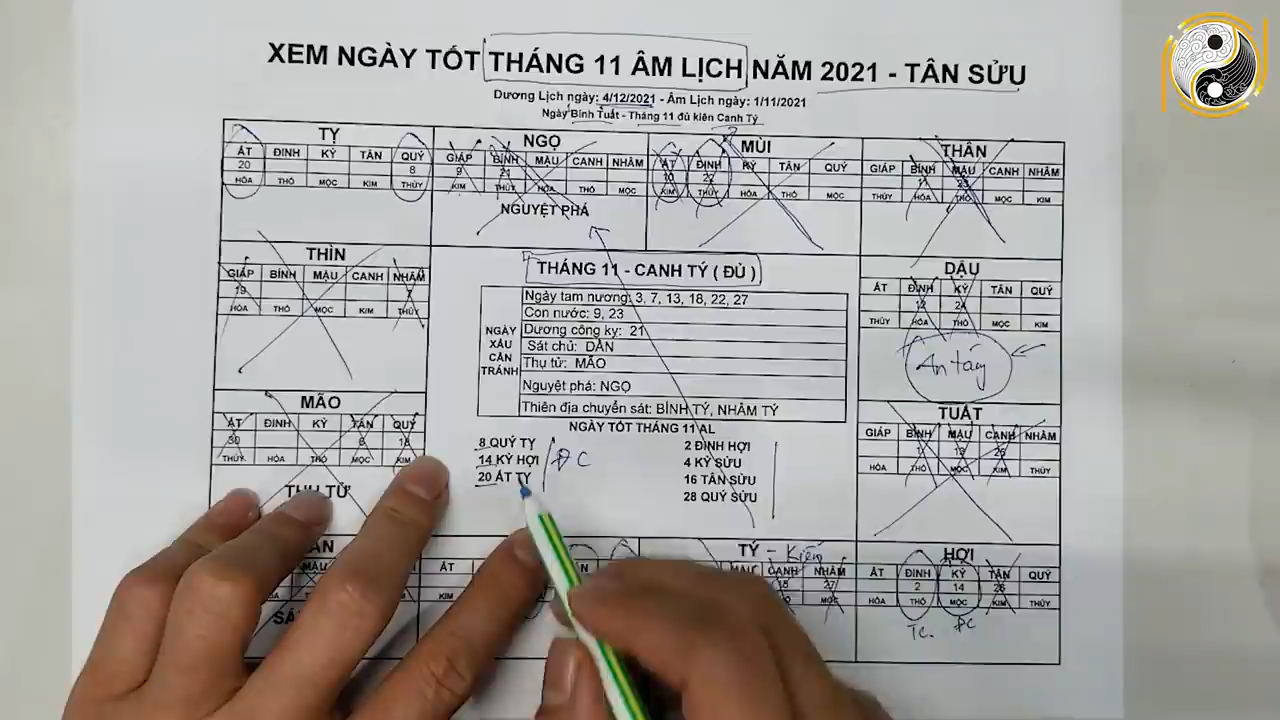 XEM NGÀY TỐT THÁNG 11 ÂM LỊCH NĂM 2021 - TÂN SỬU
Dương Lịch ngày: 4/12/2021 - Âm Lịch ngày: 1/11/2021
Ngày Bính Tuất - Tháng 11 đủ kiên Canh Tý
TỴ
ẤT ĐINH KỶ TÂN QUÝ
20 8
HỎA THỔ MỘC KIM THỦY
NGỌ
GIÁP BÍNH MẬU CANH NHÂM
9 21
KIM THỦY HỎA THỔ MỘC
NGUYỆT PHÁ
MÙI
ẤT ĐINH KỶ TÂN QUÝ
10 22
KIM THỦY HỎA THỔ MỘC
THÂN
GIÁP BÍNH MẬU CANH NHÂM
11 23
THỦY HỎA THỔ MỘC KIM
THÌN
GIÁP BÍNH MẬU CANH NHÂM
19 7
HỎA THỔ MỘC KIM THỦY
THÁNG 11 - CANH TÝ ( ĐỦ )
NGÀY XẤU CẦN TRÁNH
Ngày tam nương: 3, 7, 13, 18, 22, 27
Con nước: 9, 23
Dương công kỵ: 21
Sát chủ: DẦN
Thụ tử: MÃO
Nguyệt phá: NGỌ
Thiên địa chuyển sát: BÍNH TÝ, NHÂM TÝ
DẬU
ẤT ĐINH KỶ TÂN QUÝ
12 24
THỦY HỎA THỔ MỘC KIM
An táng
MÃO
ẤT ĐINH KỶ TÂN QUÝ
30 6 18
THỦY HỎA THỔ MỘC KIM
THỤ TỬ
NGÀY TỐT THÁNG 11 AL
8 QUÝ TỴ
14 KỶ HỢI
20 ẤT TỴ
ĐC
2 ĐINH HỢI
4 KỶ SỬU
16 TÂN SỬU
28 QUÝ SỬU
TUẤT
GIÁP BÍNH MẬU CANH NHÂM
1 13 25
HỎA THỔ MỘC KIM THỦY
MẬU
ẤT
KIM
TÝ - Kiến
MẬU CANH NHÂM
15 27
MỘC
HỢI
ẤT ĐINH KỶ TÂN QUÝ
2 14 26
HỎA THỔ MỘC KIM THỦY
Tc. ĐC